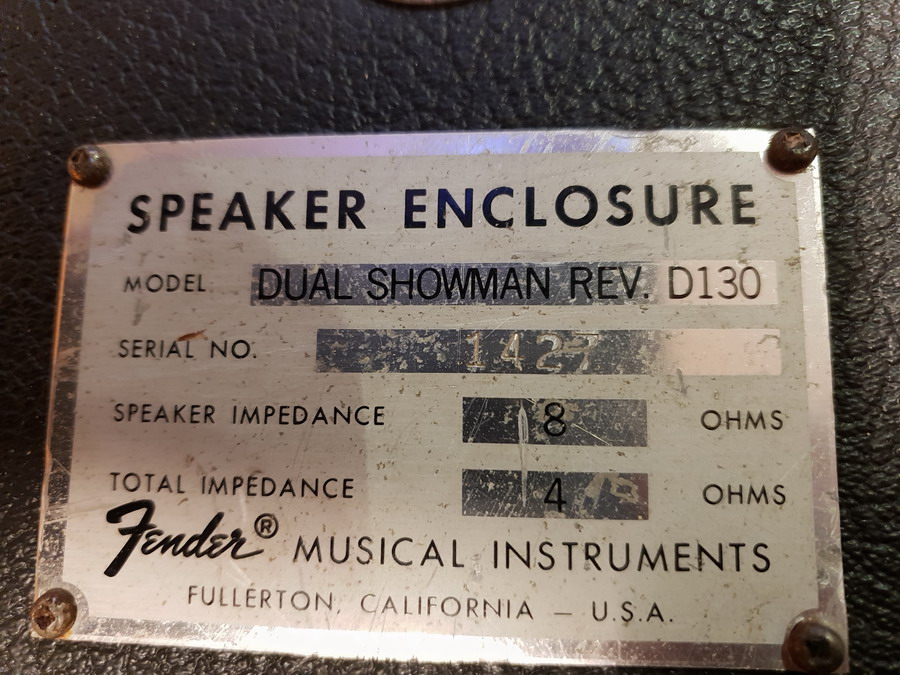 SPEAKER ENCLOSURE
MODEL DUAL SHOWMAN REV. D130
SERIAL NO. 1427
SPEAKER IMPEDANCE 8 OHMS
TOTAL IMPEDANCE 4 OHMS
Fender® MUSICAL INSTRUMENTS
FULLERTON, CALIFORNIA — U.S.A.